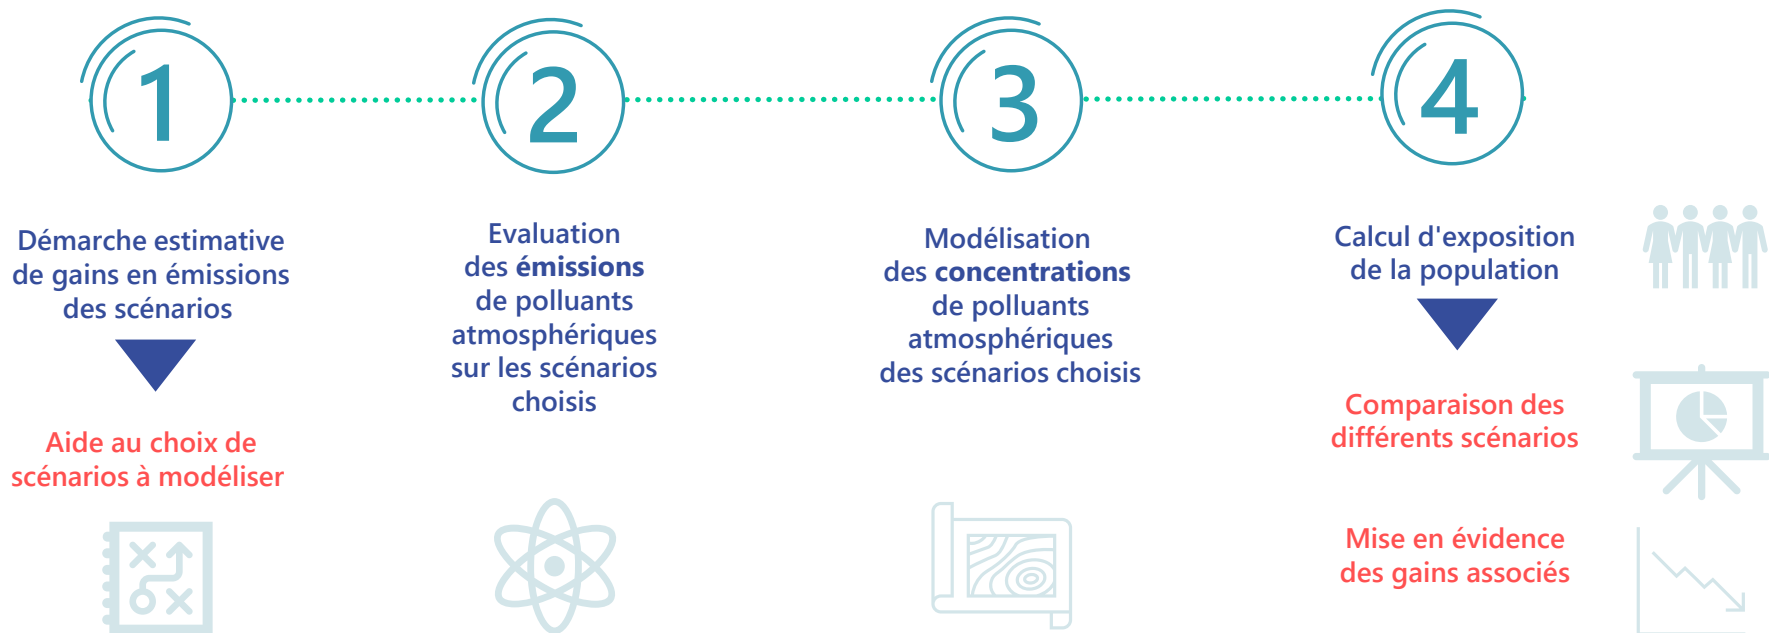 1
Démarche estimative
de gains en émissions
des scénarios
Aide au choix de
scénarios à modéliser
2
Evaluation
des émissions
de polluants
atmosphériques
sur les scénarios
choisis
3
Modélisation
des concentrations
de polluants
atmosphériques
des scénarios choisis
4
Calcul d'exposition
de la population
Comparaison des
différents scénarios
Mise en évidence
des gains associés